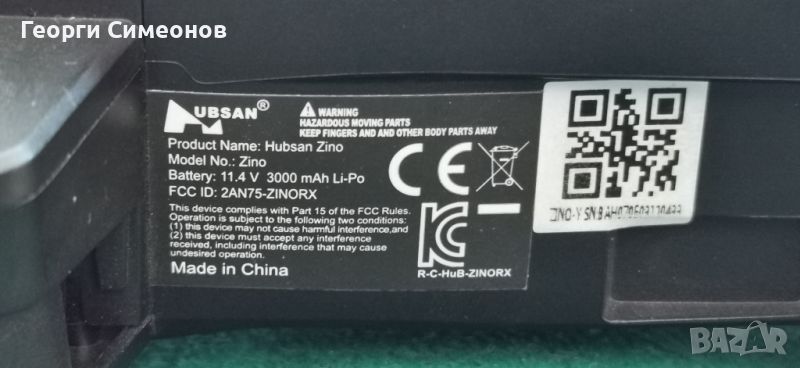 Георги Симеонов
HUBSAN®
WARNING
HAZARDOUS MOVING PARTS
KEEP FINGERS AND AND OTHER BODY PARTS AWAY
Product Name: Hubsan Zino
Model No.: Zino
Battery: 11.4 V 3000 mAh Li-Po
FCC ID: 2AN75-ZINORX
This device complies with Part 15 of the FCC Rules.
Operation is subject to the following two conditions:
(1) this device may not cause harmful interference,and
(2) this device must accept any interference
received, including interference that may cause
undesired operation.
Made in China
CE
R-C-HuB-ZINORX
BAZAR